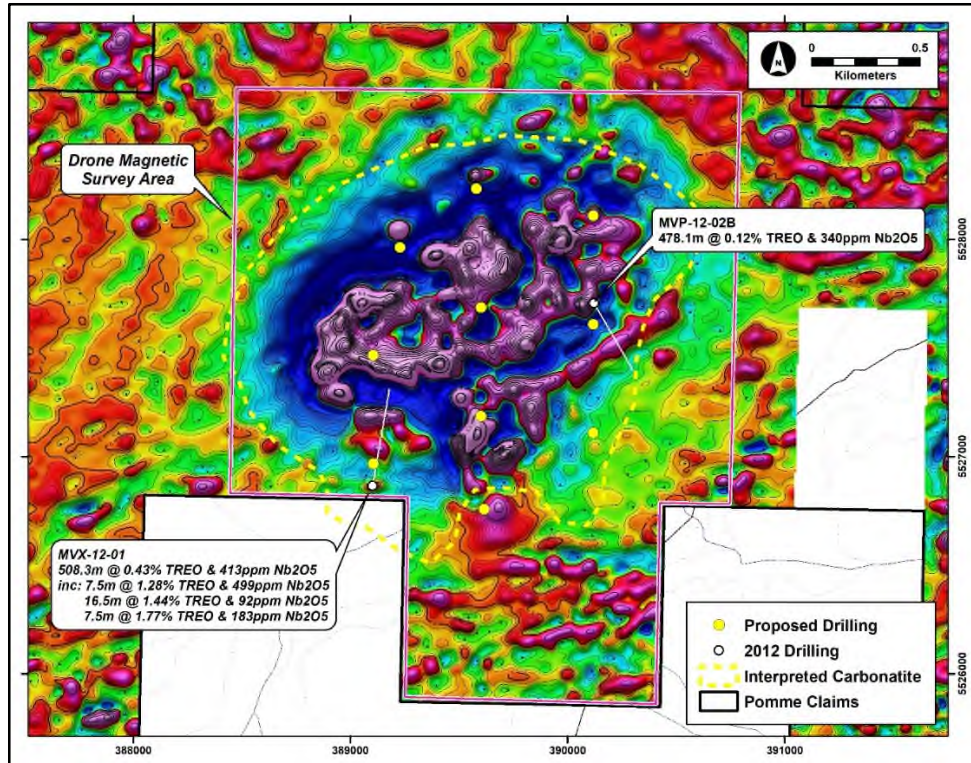 0 0.5
Kilometers
Drone Magnetic
Survey Area
MVP-12-02B
478.1m @ 0.12% TREO & 340ppm Nb2O5
5528000
5527000
MVX-12-01
508.3m @ 0.43% TREO & 413ppm Nb2O5
inc: 7.5m @ 1.28% TREO & 499ppm Nb2O5
16.5m @ 1.44% TREO & 92ppm Nb2O5
7.5m @ 1.77% TREO & 183ppm Nb2O5
Proposed Drilling
2012 Drilling
Interpreted Carbonatite
Pomme Claims
5526000
388000 389000 390000 391000